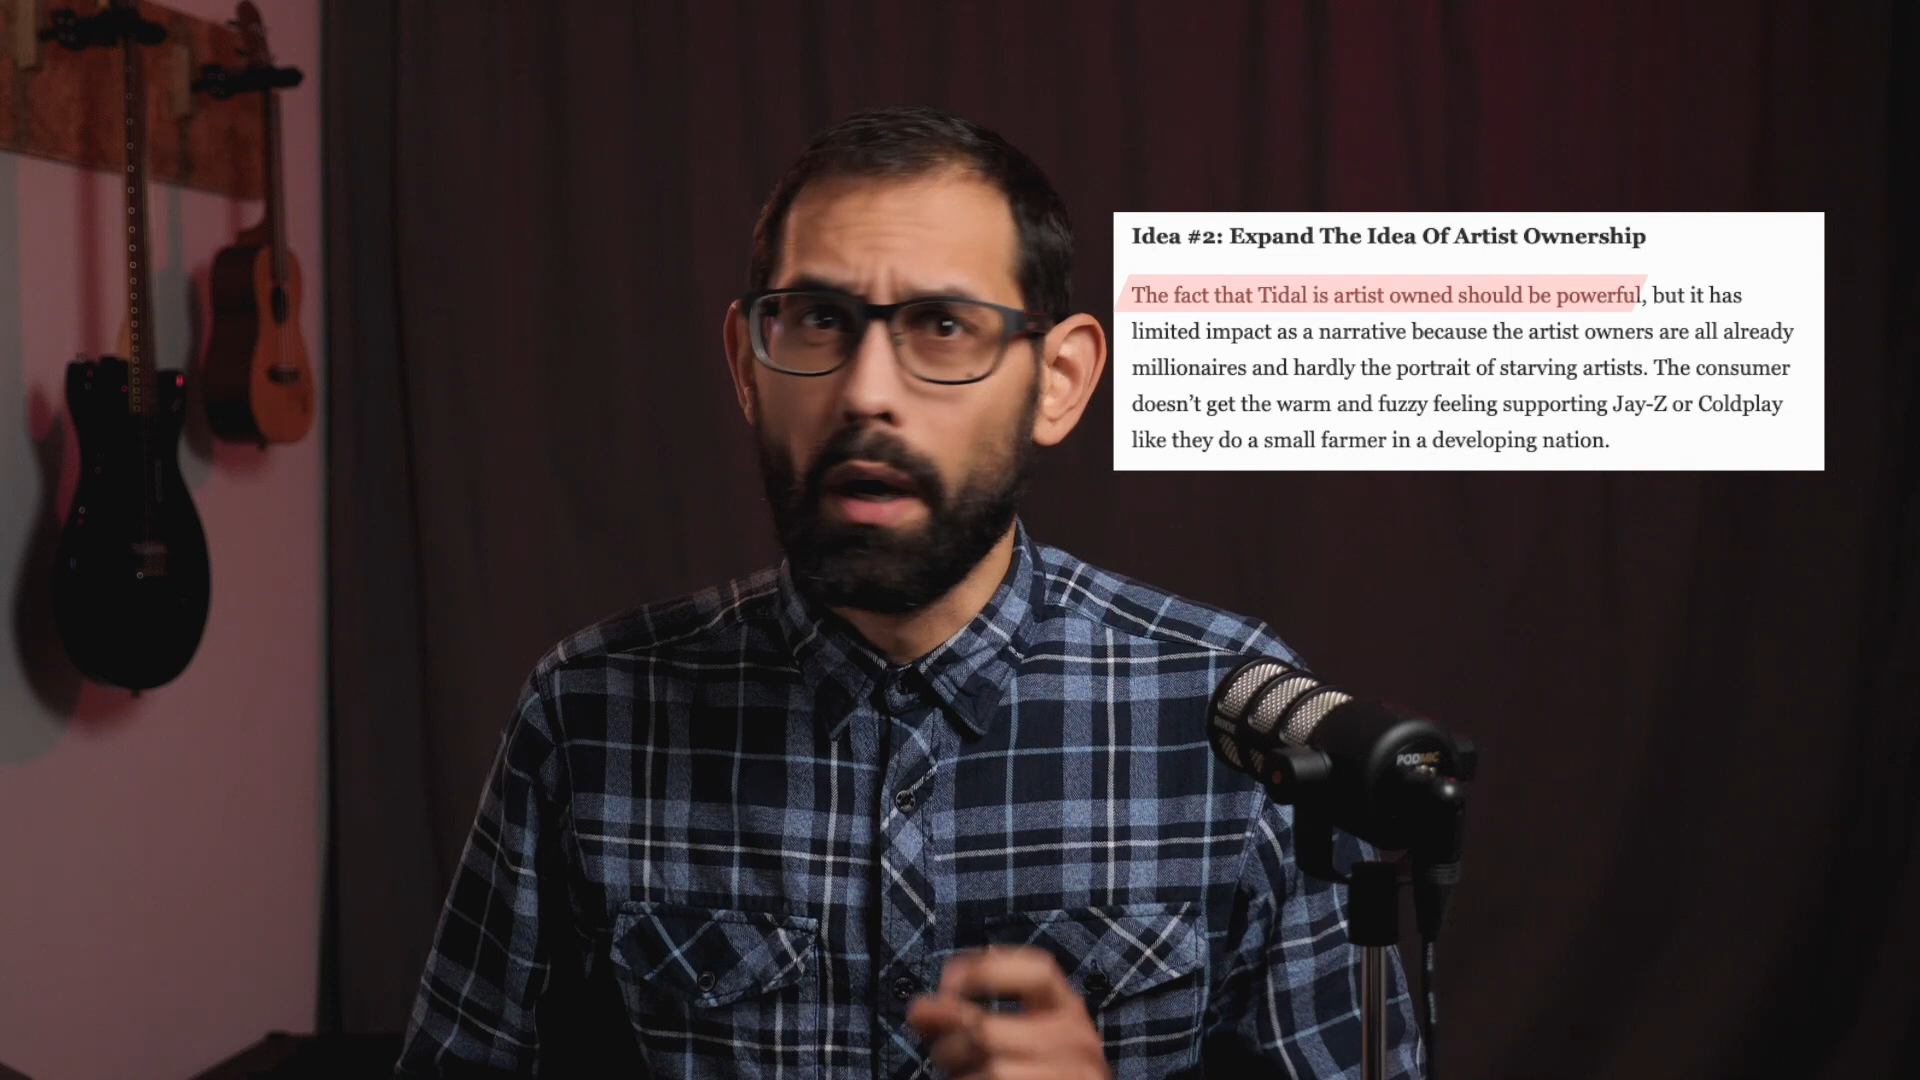 Idea #2: Expand The Idea Of Artist Ownership
The fact that Tidal is artist owned should be powerful, but it has
limited impact as a narrative because the artist owners are all already
millionaires and hardly the portrait of starving artists. The consumer
doesn’t get the warm and fuzzy feeling supporting Jay-Z or Coldplay
like they do a small farmer in a developing nation.
PODMIC